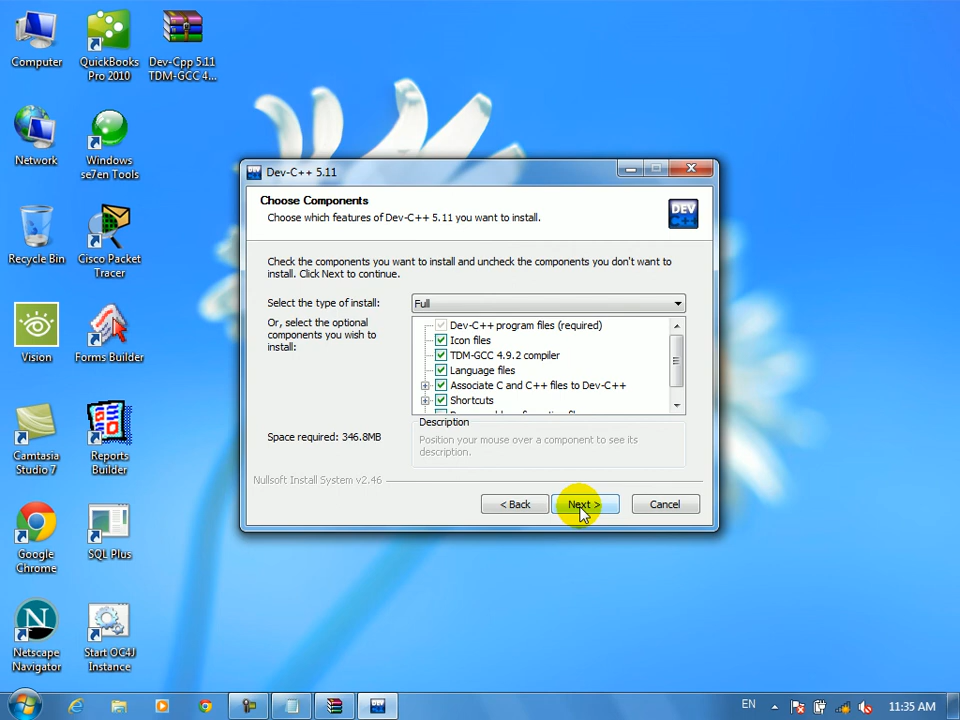 Computer
QuickBooks
Pro 2010
Dev-Cpp 5.11
TDM-GCC 4...
Network
Windows
se7en Tools
Recycle Bin
Cisco Packet
Tracer
Vision
Forms Builder
Camtasia
Studio 7
Reports
Builder
Google
Chrome
SQL Plus
N
Netscape
Navigator
Start OC4J
Instance
DEV Dev-C++ 5.11
Choose Components
Choose which features of Dev-C++ 5.11 you want to install.
DEV
C++
Check the components you want to install and uncheck the components you don't want to
install. Click Next to continue.
Select the type of install:
Full
Or, select the optional
components you wish to
install:
Dev-C++ program files (required)
Icon files
TDM-GCC 4.9.2 compiler
Language files
Associate C and C++ files to Dev-C++
Shortcuts
Space required: 346.8MB
Description
Position your mouse over a component to see its
description.
Nullsoft Install System v2.46
< Back
Next >
Cancel
EN
11:35 AM